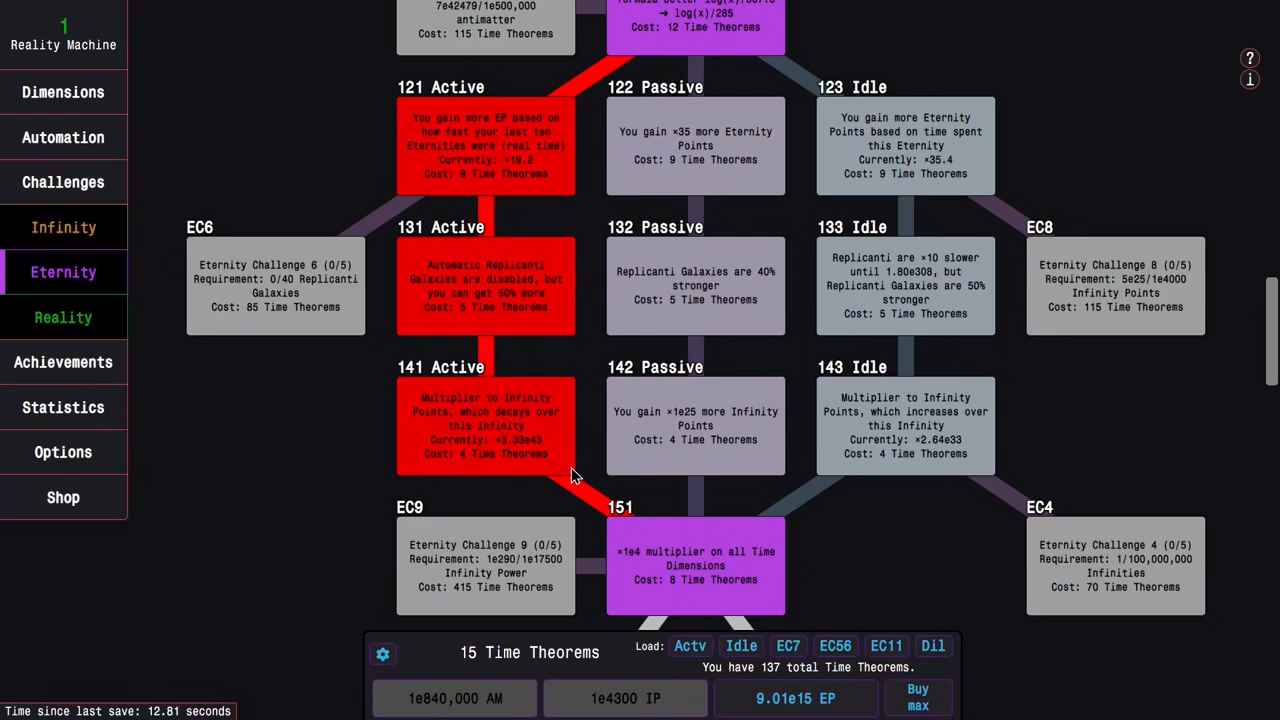 1
Reality Machine
Dimensions
Automation
Challenges
Infinity
Eternity
Reality
Achievements
Statistics
Options
Shop
7e42479/1e500,000
antimatter
Cost: 115 Time Theorems
→ log(x)/285
Cost: 12 Time Theorems
?
i
121 Active
You gain more EP based on
how fast your last ten
Eternities were (real time)
Currently: ×19.2
Cost: 9 Time Theorems
122 Passive
You gain ×35 more Eternity
Points
Cost: 9 Time Theorems
123 Idle
You gain more Eternity
Points based on time spent
this Eternity
Currently: ×35.4
Cost: 9 Time Theorems
EC6
Eternity Challenge 6 (0/5)
Requirement: 0/40 Replicanti
Galaxies
Cost: 85 Time Theorems
131 Active
Automatic Replicanti
Galaxies are disabled, but
you can get 50% more
Cost: 5 Time Theorems
132 Passive
Replicanti Galaxies are 40%
stronger
Cost: 5 Time Theorems
133 Idle
Replicanti are ×10 slower
until 1.80e308, but
Replicanti Galaxies are 50%
stronger
Cost: 5 Time Theorems
EC8
Eternity Challenge 8 (0/5)
Requirement: 5e25/1e4000
Infinity Points
Cost: 115 Time Theorems
141 Active
Multiplier to Infinity
Points, which decays over
this Infinity
Currently: ×3.33e43
Cost: 4 Time Theorems
142 Passive
You gain ×1e25 more Infinity
Points
Cost: 4 Time Theorems
143 Idle
Multiplier to Infinity
Points, which increases over
this Infinity
Currently: ×2.64e33
Cost: 4 Time Theorems
EC9
Eternity Challenge 9 (0/5)
Requirement: 1e290/1e17500
Infinity Power
Cost: 415 Time Theorems
151
×1e4 multiplier on all Time
Dimensions
Cost: 8 Time Theorems
EC4
Eternity Challenge 4 (0/5)
Requirement: 1/100,000,000
Infinities
Cost: 70 Time Theorems
15 Time Theorems
Load: Actv Idle EC7 EC56 EC11 Dil
You have 137 total Time Theorems.
1e840,000 AM
1e4300 IP
9.01e15 EP
Buy
max
Time since last save: 12.81 seconds